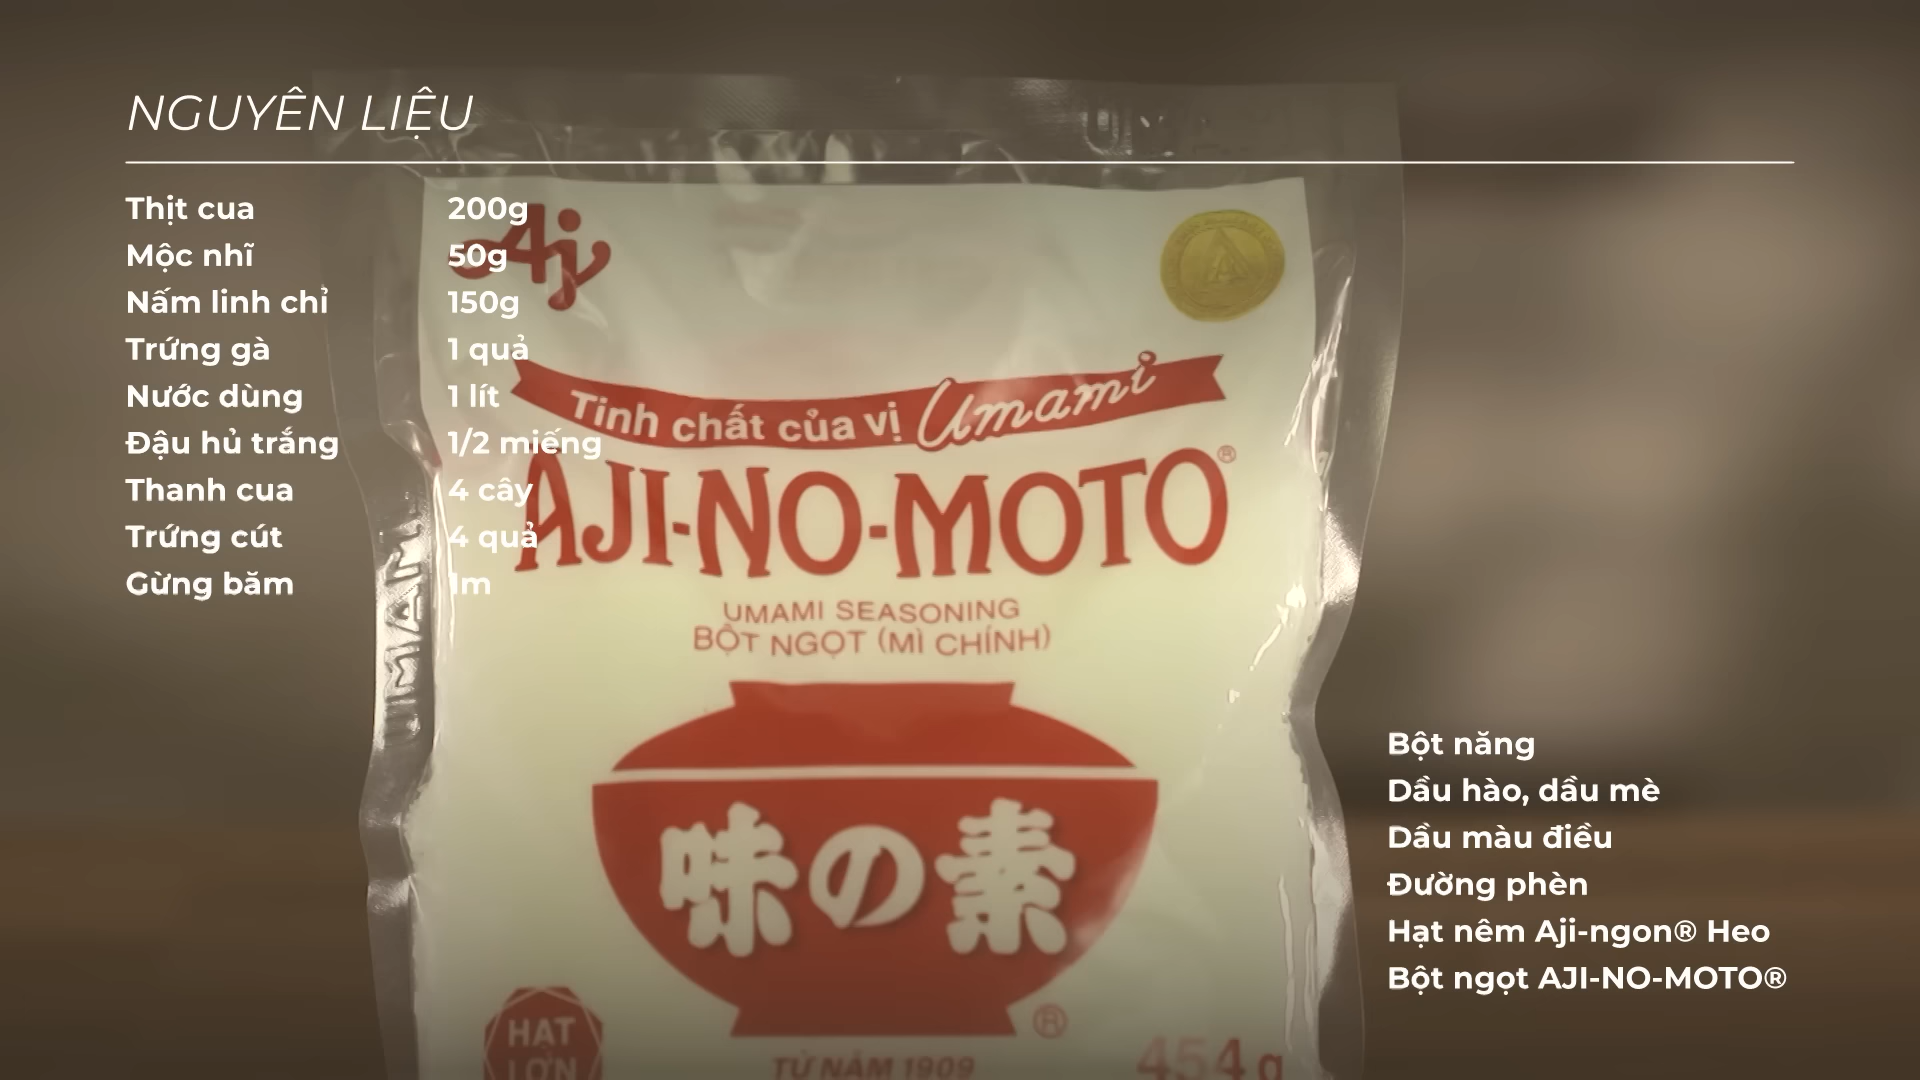 NGUYÊN LIỆU
Thịt cua 200g
Mộc nhĩ 50g
Nấm linh chỉ 150g
Trứng gà 1 quả
Nước dùng 1 lít
Đậu hủ trắng 1/2 miếng
Thanh cua 4 cây
Trứng cút 4 quả
Gừng băm 1m
Bột năng
Dầu hào, dầu mè
Dầu màu điều
Đường phèn
Hạt nêm Aji-ngon® Heo
Bột ngọt AJI-NO-MOTO®
Aj
Tinh chất của vị Umami
AJI-NO-MOTO®
UMAMI SEASONING
BỘT NGỌT (MÌ CHÍNH)
味の素
®
HẠT
LỚN
TỪ NĂM 1909
454 g